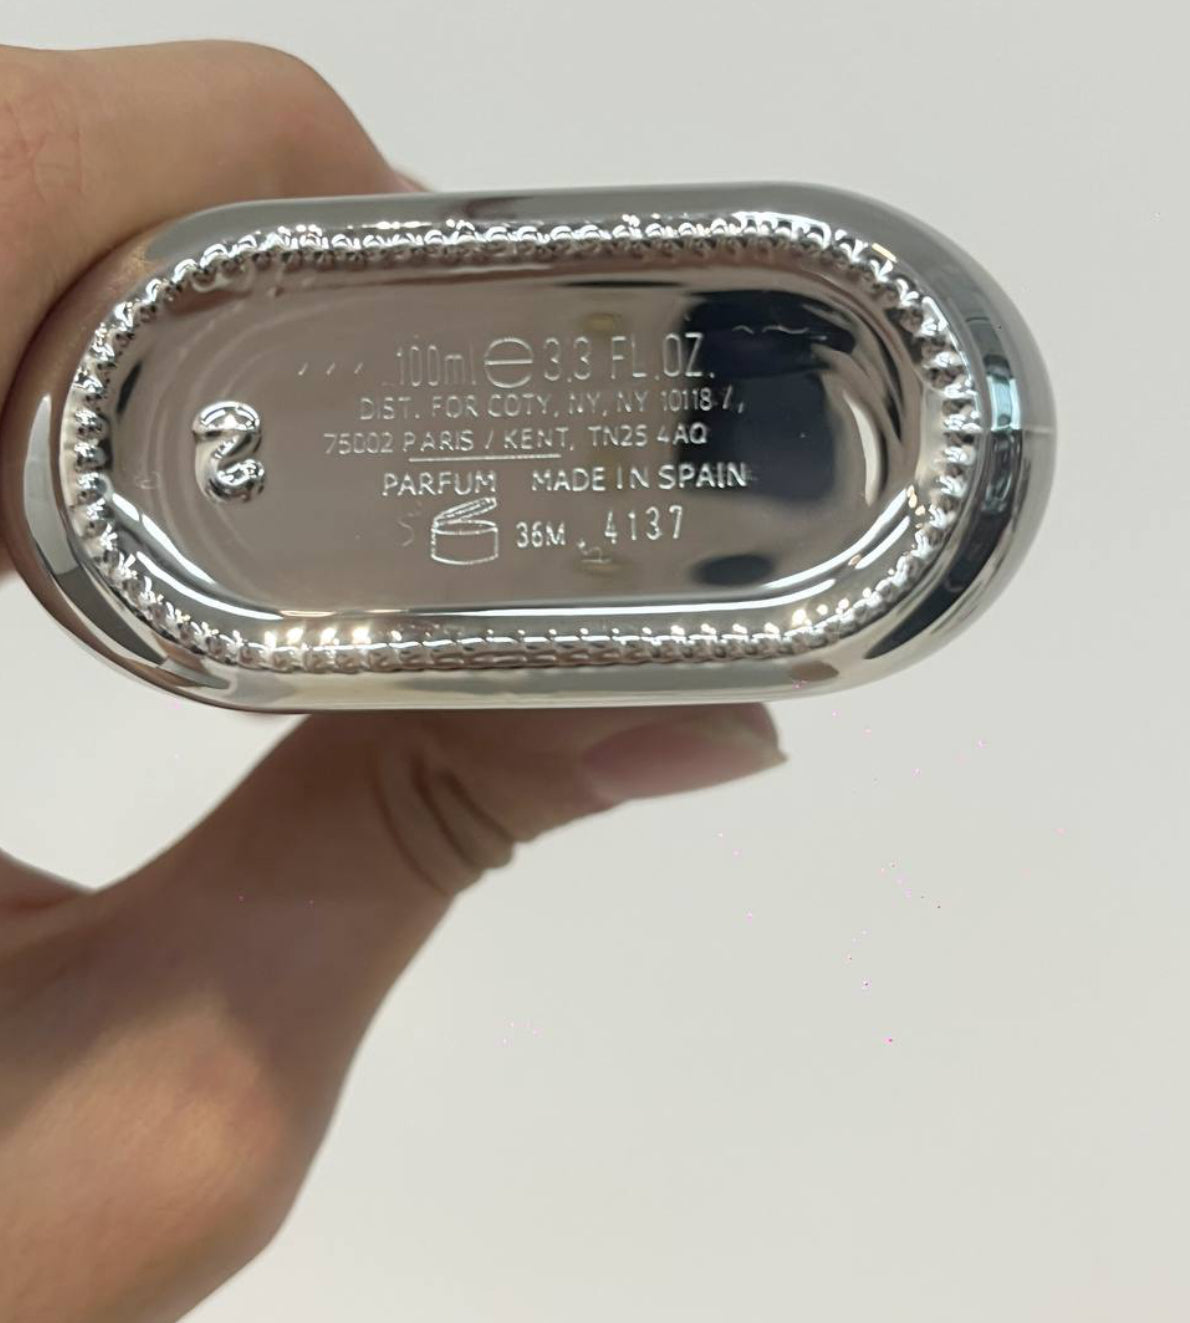 100ml ℮ 3.3 FL.OZ.
DIST. FOR COTY, NY, NY 10118 /,
75002 PARIS / KENT, TN25 4AQ
PARFUM MADE IN SPAIN
36M . 4137